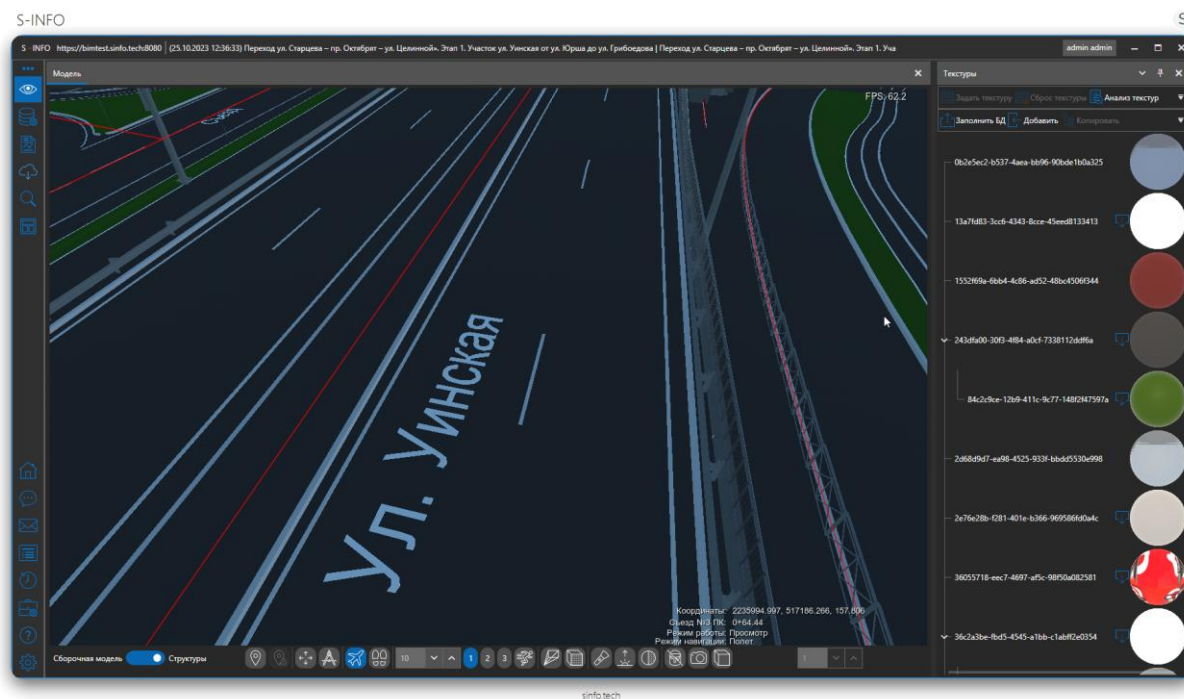 S-INFO
S
S - INFO https://bimtest.sinfo.tech:8080 | (25.10.2023 12:36:33) Переход ул. Старцева – пр. Октябрят – ул. Целинной». Этап 1. Участок ул. Уинская от ул. Юрша до ул. Грибоедова | Переход ул. Старцева – пр. Октябрят – ул. Целинной». Этап 1. Уча
admin admin
Модель
Текстуры
FPS: 62.2
Задать текстуру Сброс текстуры Анализ текстур
Заполнить БД Добавить Копировать
0b2e5ec2-b537-4aea-bb96-90bde1b0a325
13a7fd83-3cc6-4343-8cce-45eed8133413
1552f69a-6bb4-4c86-ad52-48bc4506f344
243dfa00-30f3-4f84-a0cf-7338112ddf6a
84c2c9ce-12b9-411c-9c77-148f2f47597a
2d68d9d7-ea98-4525-933f-bbdd5530e998
2e76e28b-f281-401e-b366-969586fd0a4c
36055718-eec7-4697-af5c-98f50a082581
36c2a3be-fbd5-4545-a1bb-c1abff2e0354
Ул. Уинская
Координаты: 2235994.997, 517186.266, 157.606
Съезд №3 ПК: 0+64.44
Режим работы: Просмотр
Режим навигации: Полет
Сборочная модель Структуры
10 1 2 3 1
sinfo.tech